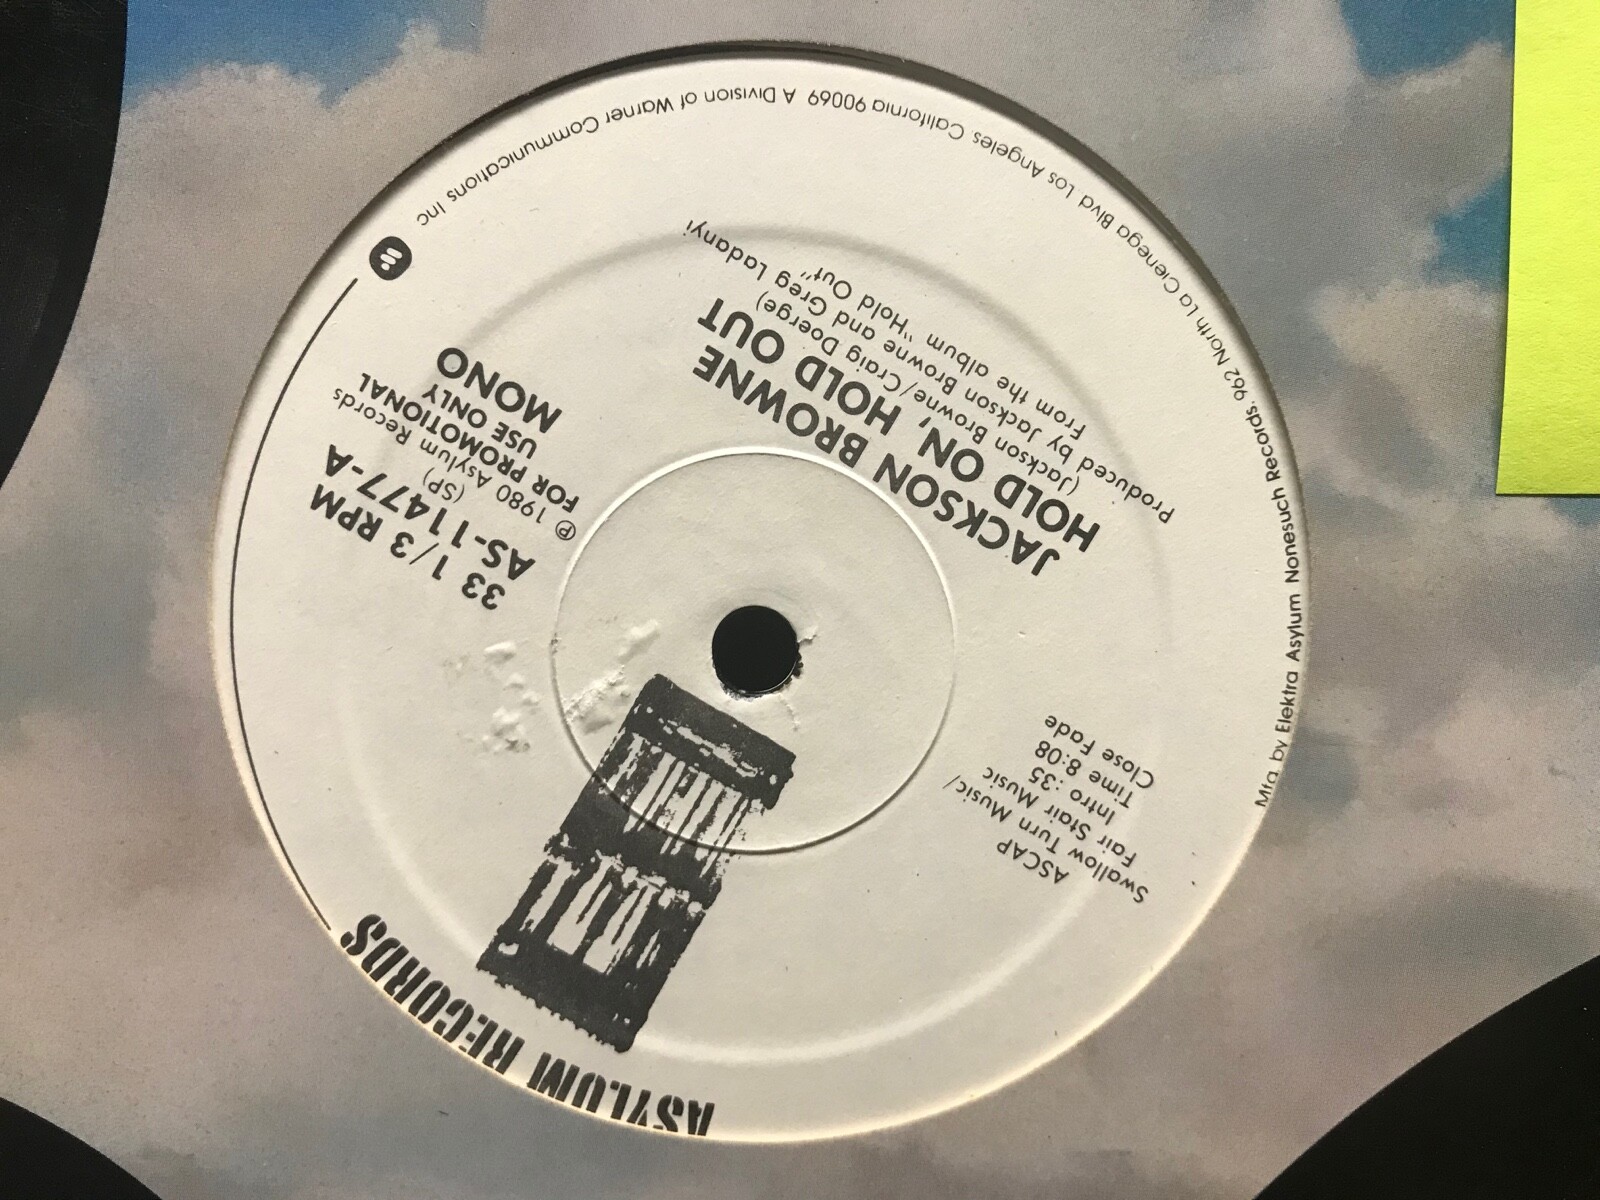 ASYLUM RECORDS
33 1/3 RPM
AS-11477-A
(SP)
℗ 1980 Asylum Records
FOR PROMOTIONAL
USE ONLY
MONO
ASCAP
Swallow Turn Music/
Fair Stair Music
Intro :35
Time 8:08
Close Fade
JACKSON BROWNE
HOLD ON, HOLD OUT
(Jackson Browne/Craig Doerge)
Produced by Jackson Browne and Greg Ladanyi
From the album "Hold Out"
Mfg by Elektra Asylum Nonesuch Records, 962 North La Cienega Blvd. Los Angeles California 90069 A Division of Warner Communications Inc